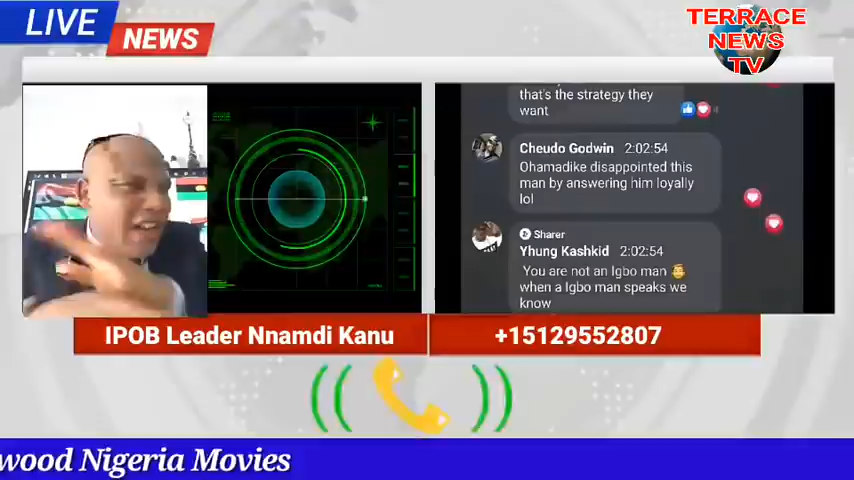 LIVE
NEWS
TERRACE
NEWS
TV
that's the strategy they
want
Cheudo Godwin 2:02:54
Ohamadike disappointed this
man by answering him loyally
lol
Sharer
Yhung Kashkid 2:02:54
You are not an Igbo man
when a Igbo man speaks we
know
IPOB Leader Nnamdi Kanu
+15129552807
wood Nigeria Movies